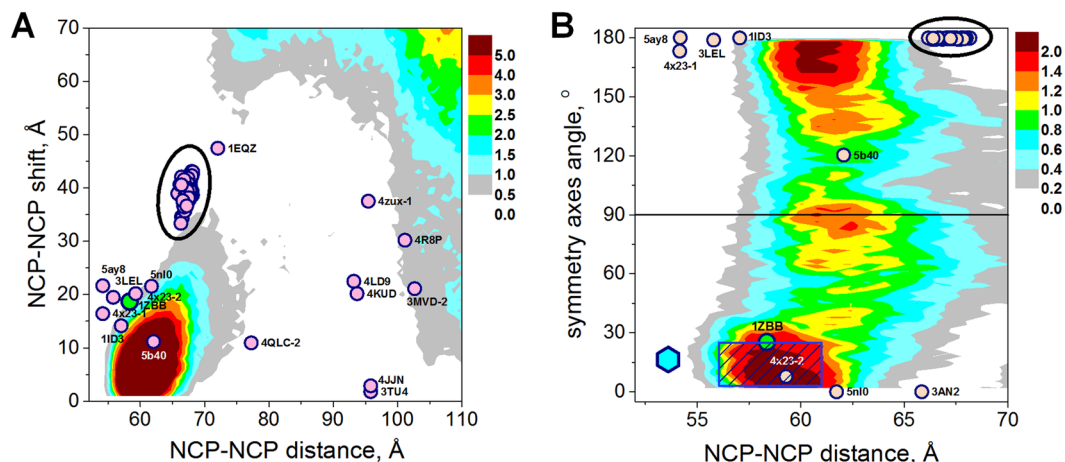 A
NCP-NCP shift, Å
70
60
50
40
30
20
10
0
60
70
80
90
100
110
NCP-NCP distance, Å
1EQZ
4zux-1
4R8P
5ay8
3LEL
5nl0
4x23-2
1ZBB
4x23-1
1ID3
5b40
4LD9
4KUD
3MVD-2
4QLC-2
4JJN
3TU4
5.0
4.0
3.0
2.0
1.5
1.0
0.5
0.0
B
symmetry axes angle, °
180
150
120
90
60
30
0
55
60
65
70
NCP-NCP distance, Å
5ay8
1ID3
3LEL
4x23-1
5b40
1ZBB
4x23-2
5nl0
3AN2
2.0
1.6
1.4
1.2
1.0
0.8
0.6
0.4
0.2
0.0